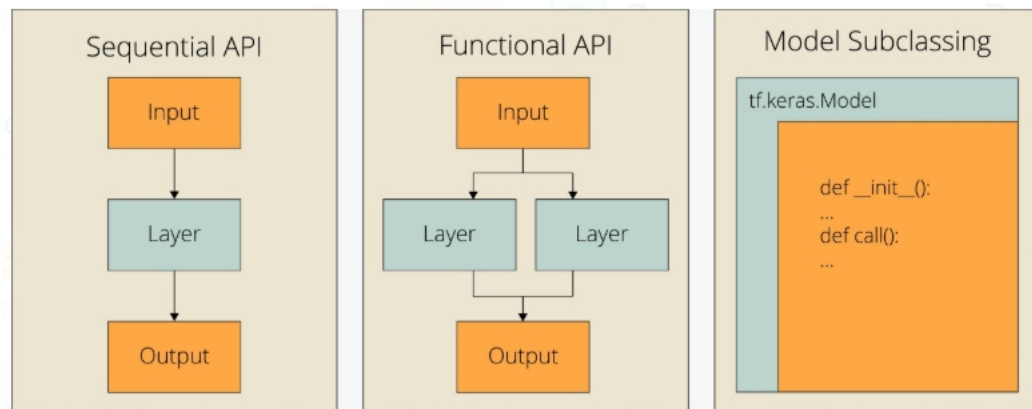 Sequential API
Input
Layer
Output
Functional API
Input
Layer
Layer
Output
Model Subclassing
tf.keras.Model
def __init__():
...
def call():
...